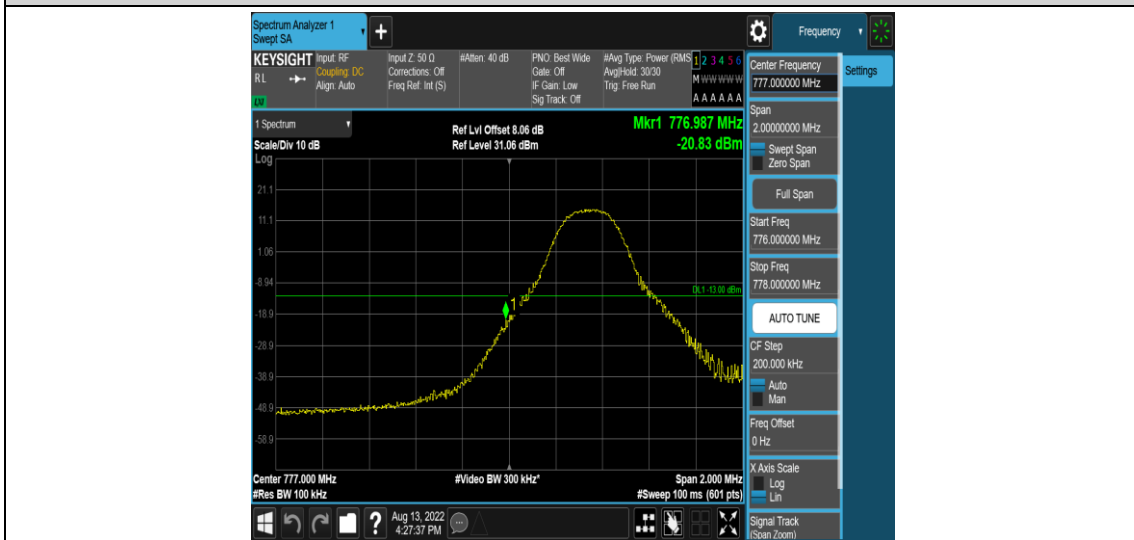 Spectrum Analyzer 1
Swept SA
+
Frequency
KEYSIGHT
RL
LXI
Input: RF
Coupling: DC
Align: Auto
Input Z: 50 Ω
Corrections: Off
Freq Ref: Int (S)
#Atten: 40 dB
PNO: Best Wide
Gate: Off
IF Gain: Low
Sig Track: Off
#Avg Type: Power (RMS
Avg|Hold: 30/30
Trig: Free Run
1 2 3 4 5 6
M W W W W W
A A A A A A
1 Spectrum
Scale/Div 10 dB
Ref Lvl Offset 8.06 dB
Ref Level 31.06 dBm
Mkr1 776.987 MHz
-20.83 dBm
Log
21.1
11.1
1.06
-8.94
-18.9
-28.9
-38.9
-48.9
-58.9
DL1 -13.00 dBm
1
Center 777.000 MHz
#Res BW 100 kHz
#Video BW 300 kHz*
Span 2.000 MHz
#Sweep 100 ms (601 pts)
Center Frequency
777.000000 MHz
Settings
Span
2.00000000 MHz
Swept Span
Zero Span
Full Span
Start Freq
776.000000 MHz
Stop Freq
778.000000 MHz
AUTO TUNE
CF Step
200.000 kHz
Auto
Man
Freq Offset
0 Hz
X Axis Scale
Log
Lin
Signal Track
(Span Zoom)
?
Aug 13, 2022
4:27:37 PM